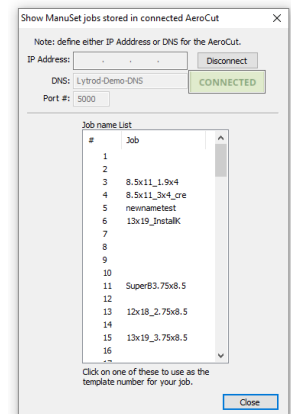 Show ManuSet jobs stored in connected AeroCut
Note: define either IP Adddress or DNS for the AeroCut.
IP Address: . . . Disconnect
DNS: Lytrod-Demo-DNS CONNECTED
Port #: 5000
Job name List
# Job
1
2
3 8.5x11_1.9x4
4 8.5x11_3x4_cre
5 newnametest
6 13x19_InstallK
7
8
9
10
11 SuperB3.75x8.5
12
13 12x18_2.75x8.5
14
15 13x19_3.75x8.5
16
Click on one of these to use as the
template number for your job.
Close